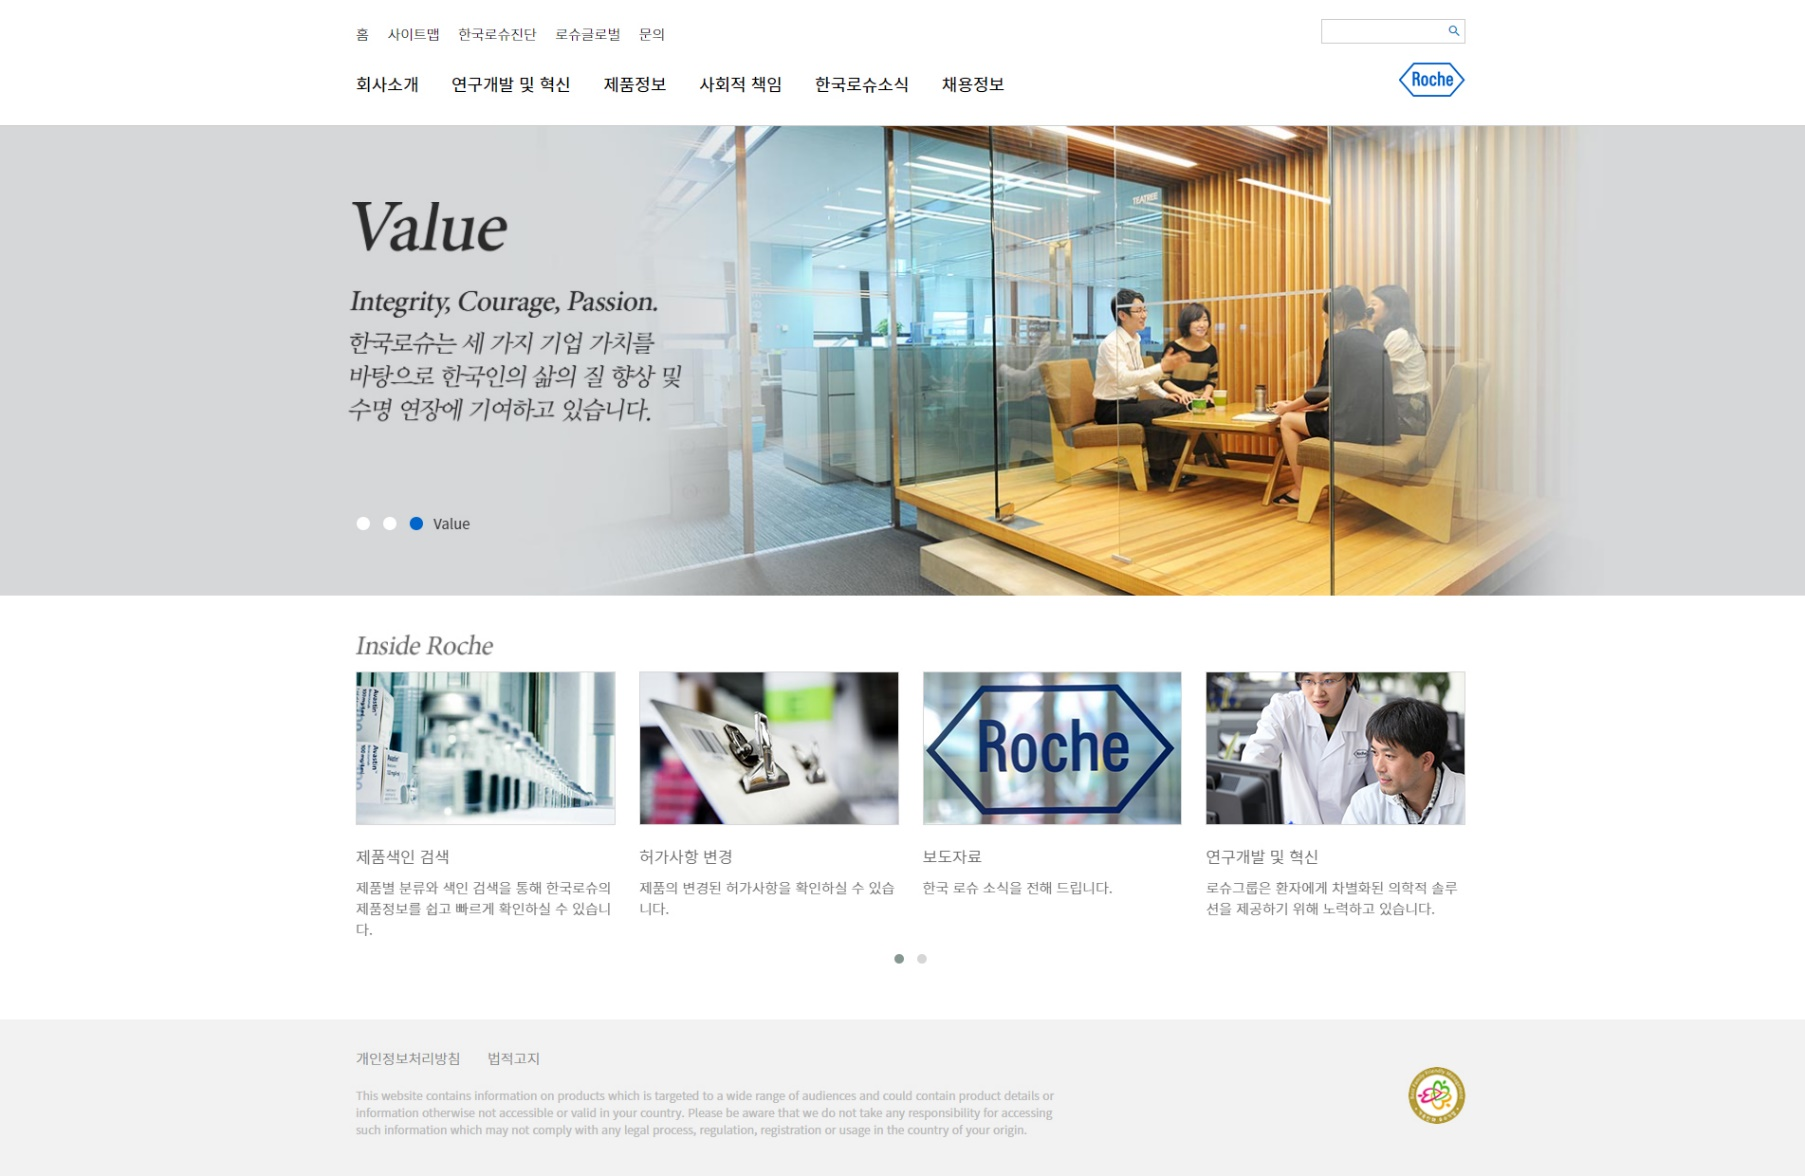 홈 사이트맵 한국로슈진단 로슈글로벌 문의
회사소개 연구개발 및 혁신 제품정보 사회적 책임 한국로슈소식 채용정보
Roche
TEATREE
Value
Integrity, Courage, Passion.
한국로슈는 세 가지 기업 가치를
바탕으로 한국인의 삶의 질 향상 및
수명 연장에 기여하고 있습니다.
Value
Inside Roche
Avastin
Avastin
Roche
제품색인 검색
제품별 분류와 색인 검색을 통해 한국로슈의
제품정보를 쉽고 빠르게 확인하실 수 있습니
다.
허가사항 변경
제품의 변경된 허가사항을 확인하실 수 있습
니다.
보도자료
한국 로슈 소식을 전해 드립니다.
연구개발 및 혁신
로슈그룹은 환자에게 차별화된 의학적 솔루
션을 제공하기 위해 노력하고 있습니다.
개인정보처리방침 법적고지
This website contains information on products which is targeted to a wide range of audiences and could contain product details or
information otherwise not accessible or valid in your country. Please be aware that we do not take any responsibility for accessing
such information which may not comply with any legal process, regulation, registration or usage in the country of your origin.